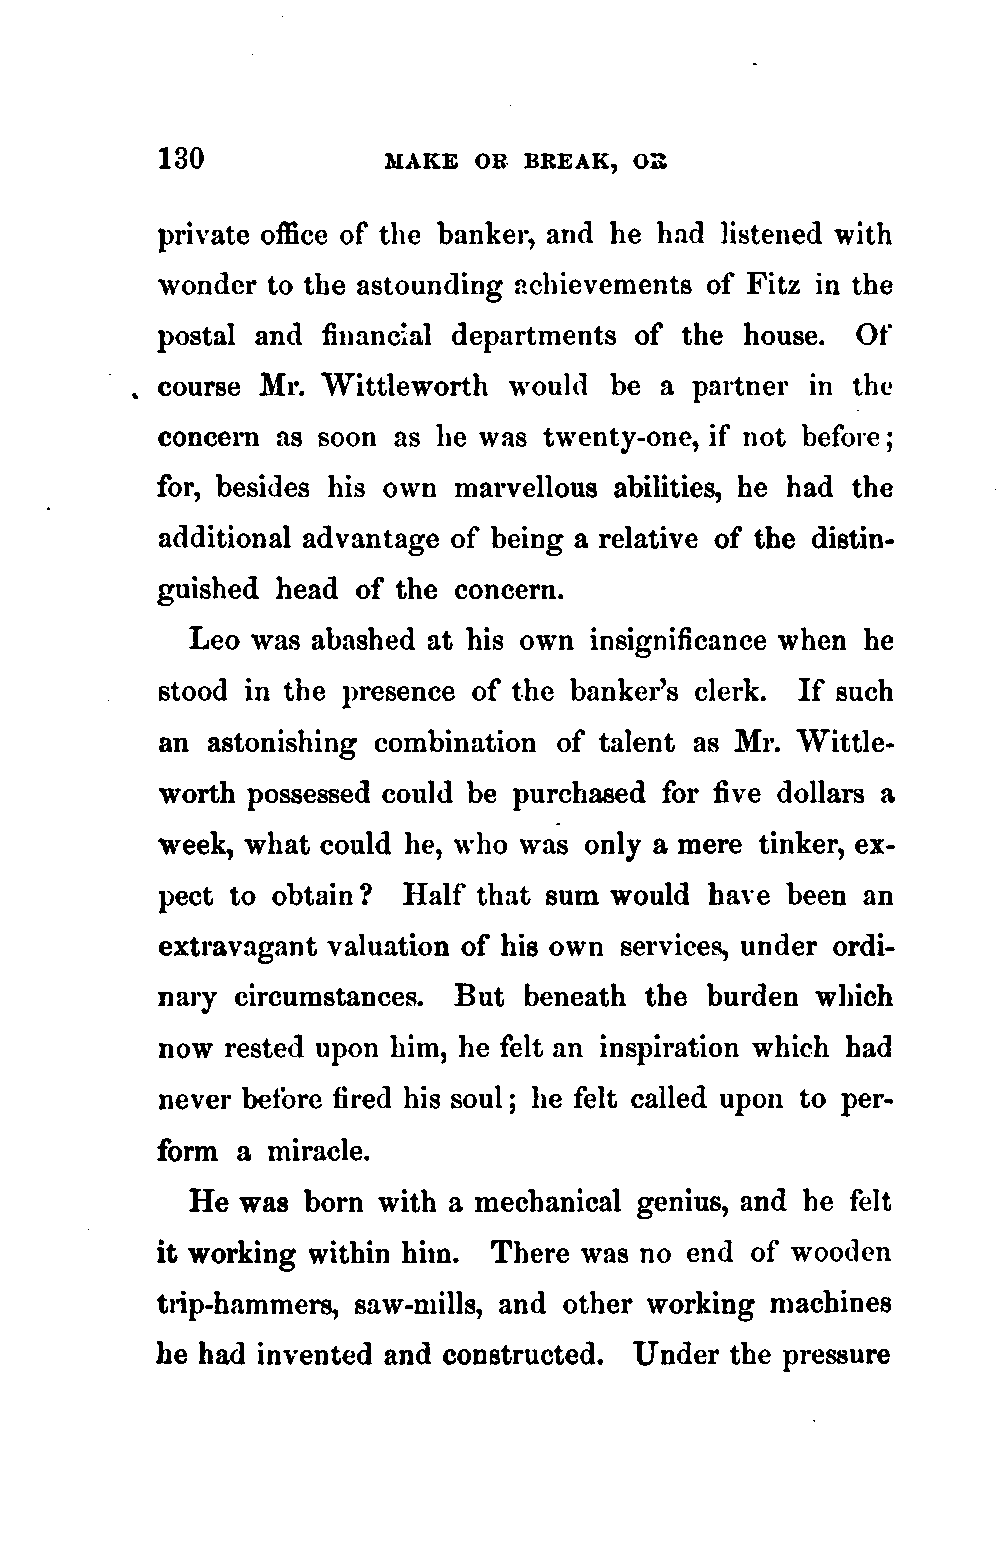 130 MAKE OR BREAK, OR
private office of the banker, and he had listened with
wonder to the astounding achievements of Fitz in the
postal and financial departments of the house. Of
course Mr. Wittleworth would be a partner in the
concern as soon as he was twenty-one, if not before;
for, besides his own marvellous abilities, he had the
additional advantage of being a relative of the distin-
guished head of the concern.
Leo was abashed at his own insignificance when he
stood in the presence of the banker's clerk. If such
an astonishing combination of talent as Mr. Wittle-
worth possessed could be purchased for five dollars a
week, what could he, who was only a mere tinker, ex-
pect to obtain? Half that sum would have been an
extravagant valuation of his own services, under ordi-
nary circumstances. But beneath the burden which
now rested upon him, he felt an inspiration which had
never before fired his soul; he felt called upon to per-
form a miracle.
He was born with a mechanical genius, and he felt
it working within him. There was no end of wooden
trip-hammers, saw-mills, and other working machines
he had invented and constructed. Under the pressure